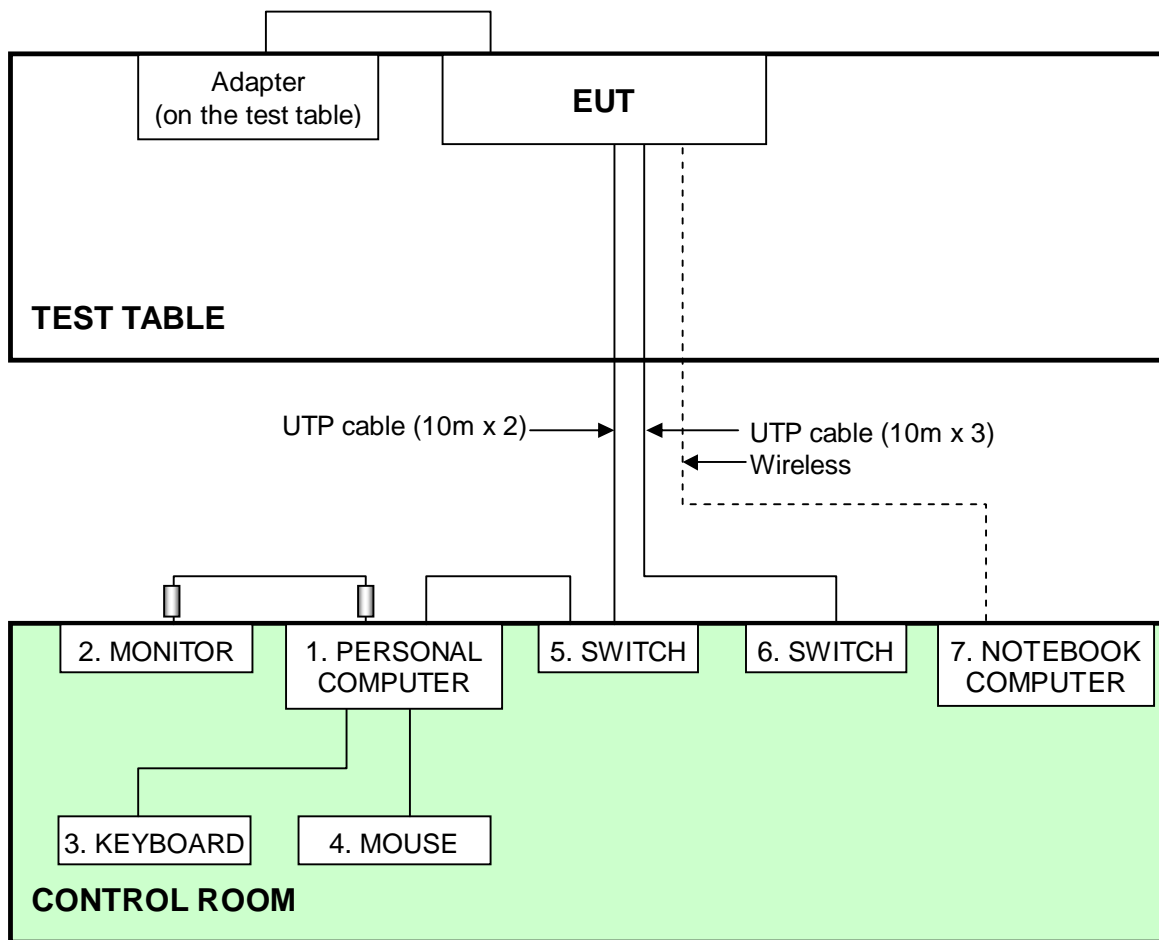 Adapter
(on the test table)
EUT
TEST TABLE
UTP cable (10m x 2)
UTP cable (10m x 3)
Wireless
2. MONITOR
1. PERSONAL
COMPUTER
5. SWITCH
6. SWITCH
7. NOTEBOOK
COMPUTER
3. KEYBOARD
4. MOUSE
CONTROL ROOM